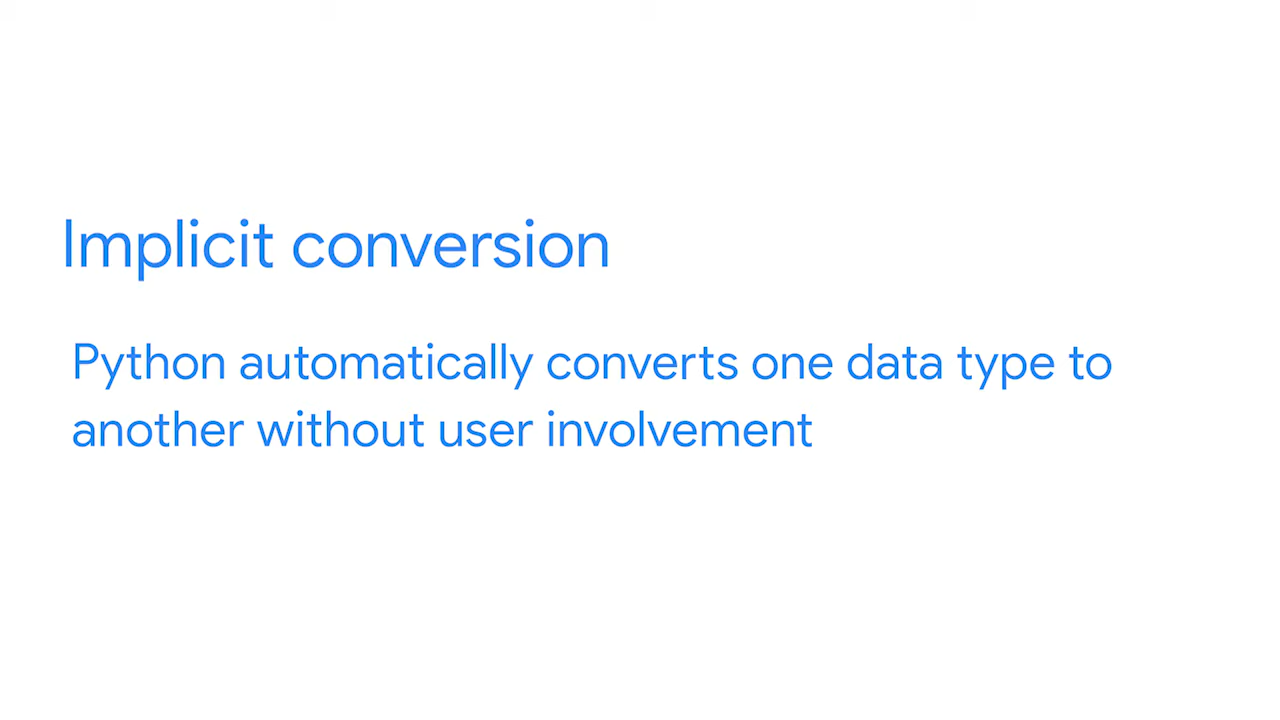 Implicit conversion
Python automatically converts one data type to
another without user involvement